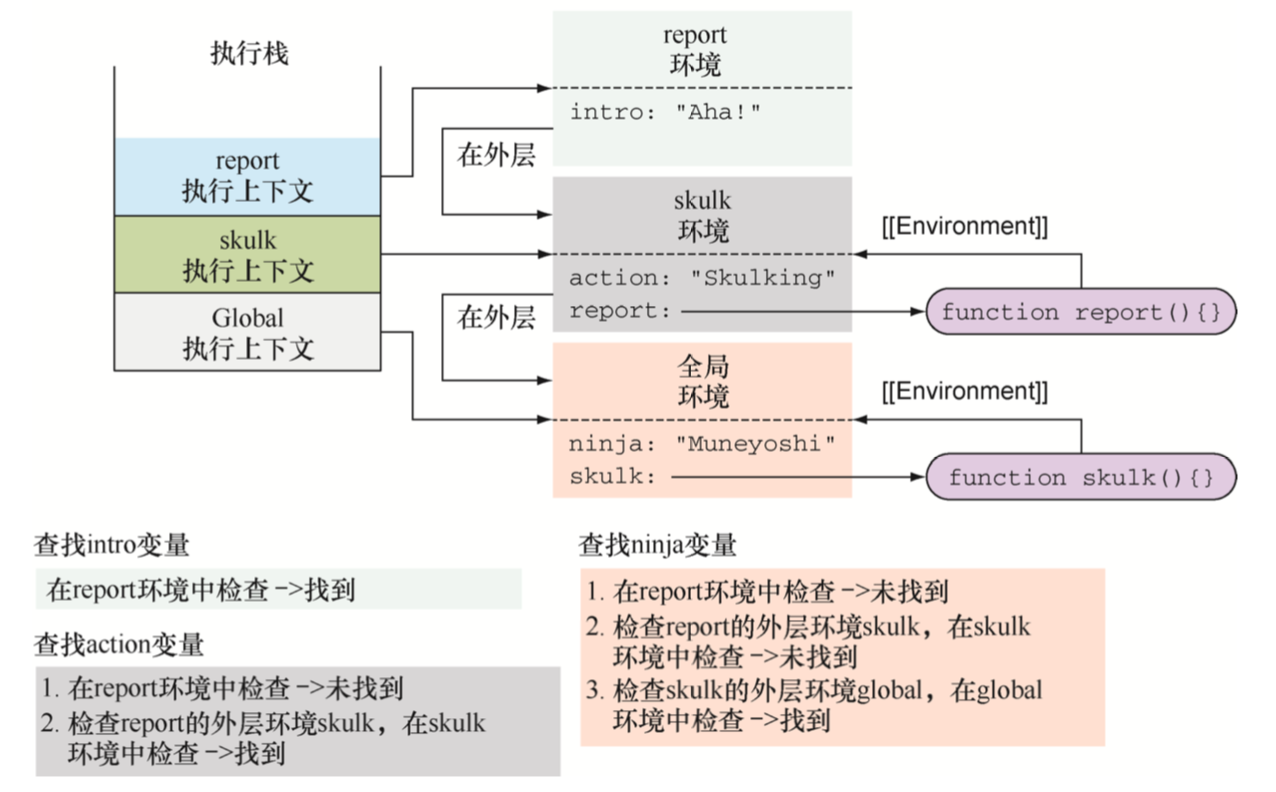 执行栈
report
执行上下文
skulk
执行上下文
Global
执行上下文
report
环境
intro: "Aha!"
在外层
skulk
环境
action: "Skulking"
report:
[[Environment]]
function report(){}
在外层
全局
环境
ninja: "Muneyoshi"
skulk:
[[Environment]]
function skulk(){}
查找intro变量
在report环境中检查->找到
查找action变量
1. 在report环境中检查->未找到
2. 检查report的外层环境skulk，在skulk
环境中检查->找到
查找ninja变量
1. 在report环境中检查->未找到
2. 检查report的外层环境skulk，在skulk
环境中检查->未找到
3. 检查skulk的外层环境global，在global
环境中检查->找到